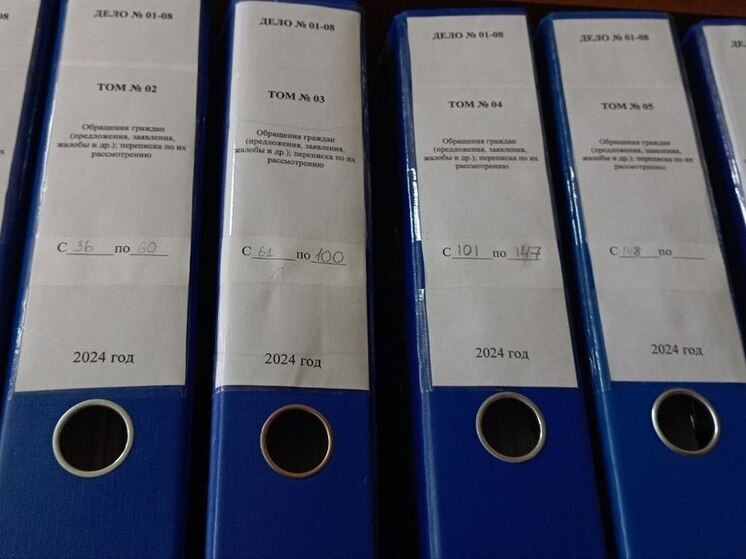 ДЕЛО № 01-08
ТОМ № 02
Обращения граждан
(предложения, заявления,
жалобы и др.); переписка по их
рассмотрению
С 36 по 60
2024 год
ДЕЛО № 01-08
ТОМ № 03
Обращения граждан
(предложения, заявления,
жалобы и др.); переписка по их
рассмотрению
С 61 по 100
2024 год
ДЕЛО № 01-08
ТОМ № 04
Обращения граждан
(предложения, заявления,
жалобы и др.); переписка по их
рассмотрению
С 101 по 147
2024 год
ДЕЛО № 01-08
ТОМ № 05
Обращения граждан
(предложения, заявления,
жалобы и др.); переписка по их
рассмотрению
С 148 по
2024 год